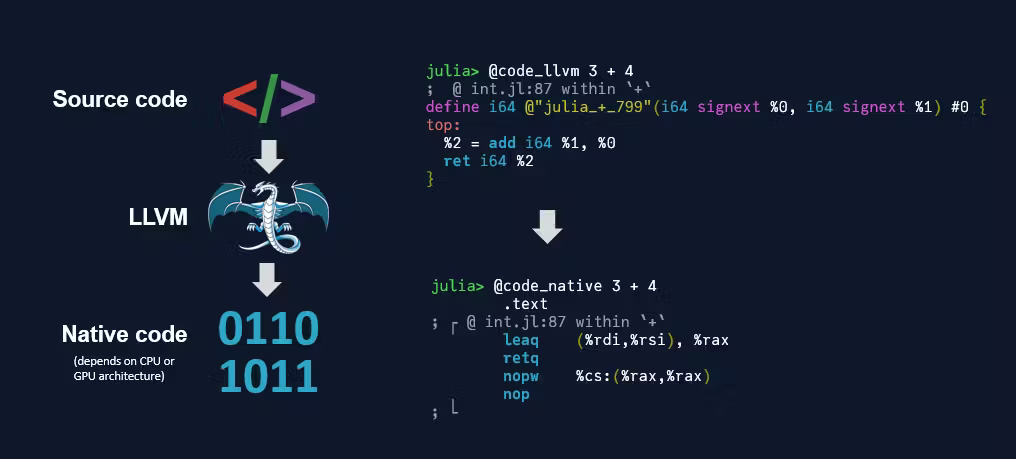 Source code
</>
LLVM
Native code
(depends on CPU or
GPU architecture)
0110
1011
julia> @code_llvm 3 + 4
;  @ int.jl:87 within `+`
define i64 @"julia_+_799"(i64 signext %0, i64 signext %1) #0 {
top:
  %2 = add i64 %1, %0
  ret i64 %2
}
julia> @code_native 3 + 4
        .text
; ┌ @ int.jl:87 within `+`
        leaq    (%rdi,%rsi), %rax
        retq
        nopw    %cs:(%rax,%rax)
        nop
; └